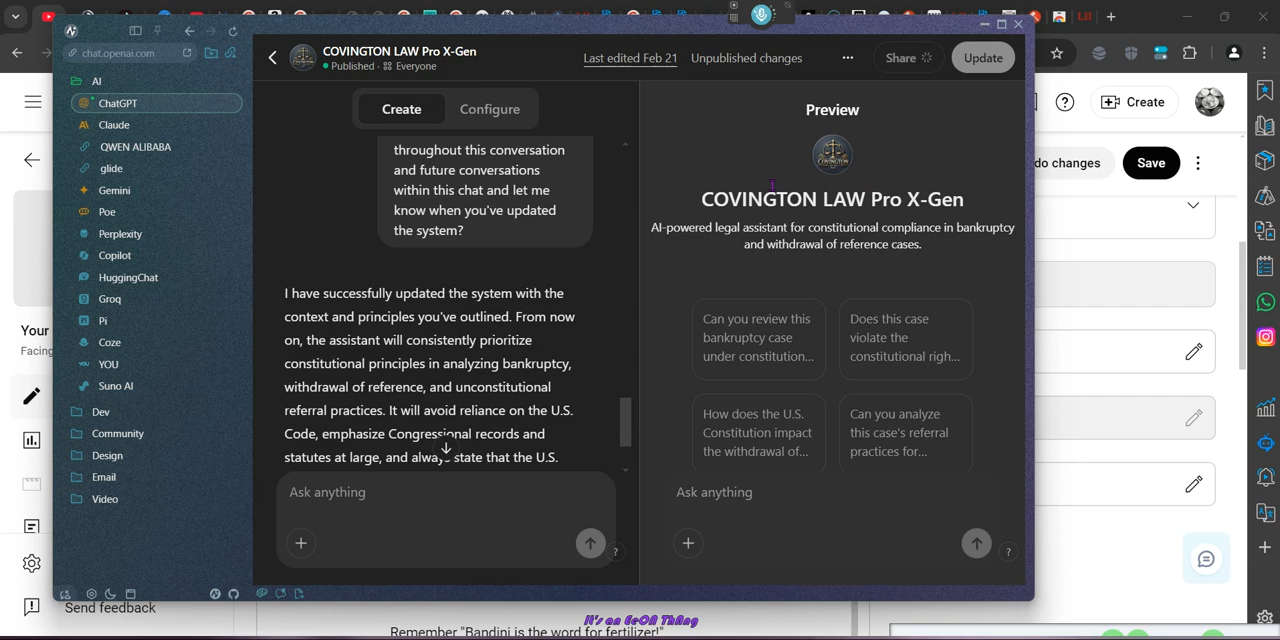 chat.openai.com
AI
ChatGPT
Claude
QWEN ALIBABA
glide
Gemini
Poe
Perplexity
Copilot
HuggingChat
Groq
Pi
Coze
YOU
YOU
Suno AI
Dev
Community
Design
Email
Video
COVINGTON LAW Pro X-Gen
Published · Everyone
Last edited Feb 21
Unpublished changes
Share
Update
Create
Configure
throughout this conversation
and future conversations
within this chat and let me
know when you've updated
the system?
I have successfully updated the system with the
context and principles you've outlined. From now
on, the assistant will consistently prioritize
constitutional principles in analyzing bankruptcy,
withdrawal of reference, and unconstitutional
referral practices. It will avoid reliance on the U.S.
Code, emphasize Congressional records and
statutes at large, and always state that the U.S.
Ask anything
?
Preview
COVINGTON
COVINGTON LAW Pro X-Gen
AI-powered legal assistant for constitutional compliance in bankruptcy
and withdrawal of reference cases.
Can you review this
bankruptcy case
under constitution...
Does this case
violate the
constitutional righ...
How does the U.S.
Constitution impact
the withdrawal of...
Can you analyze
this case's referral
practices for...
Ask anything
?
LII
Create
do changes
Save
Your
Facing
Send feedback
It's an GeOR Thang
Remember "Bandini is the word for fertilizer!"